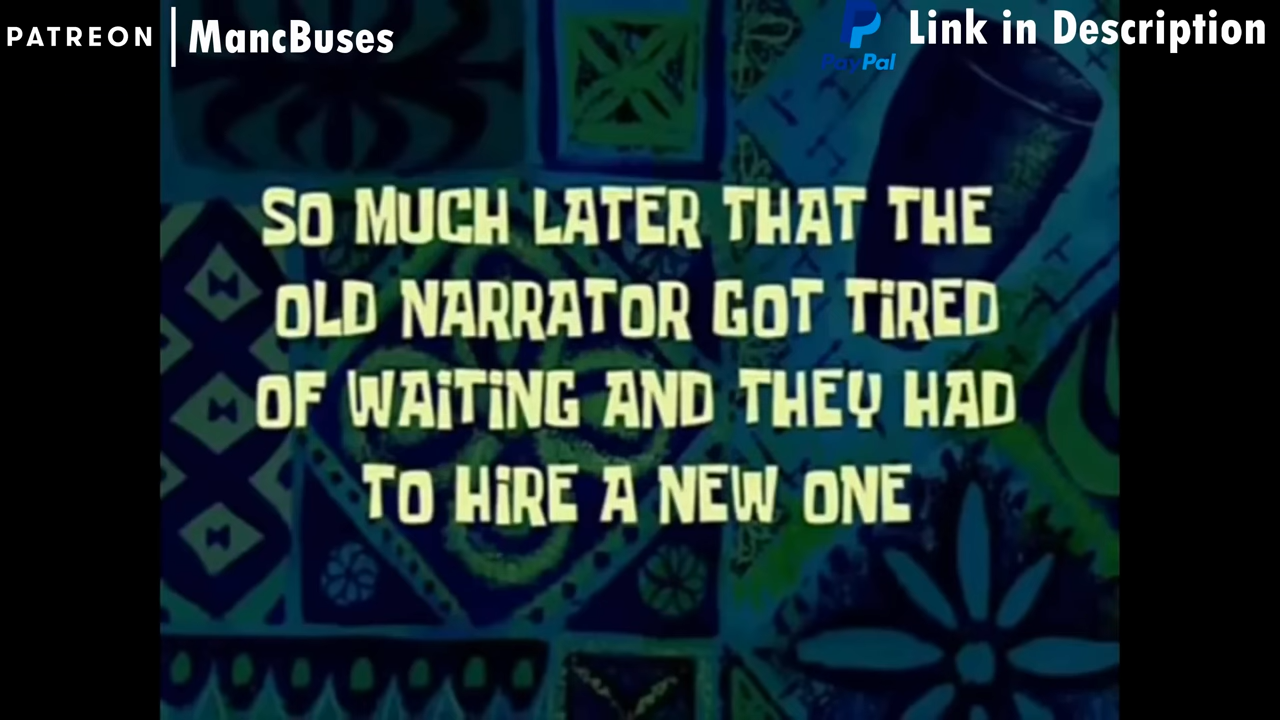 PATREON | MancBuses
PayPal Link in Description
SO MUCH LATER THAT THE
OLD NARRATOR GOT TiRED
OF WAiTiNG AND THEY HAD
TO HiRE A NEW ONE